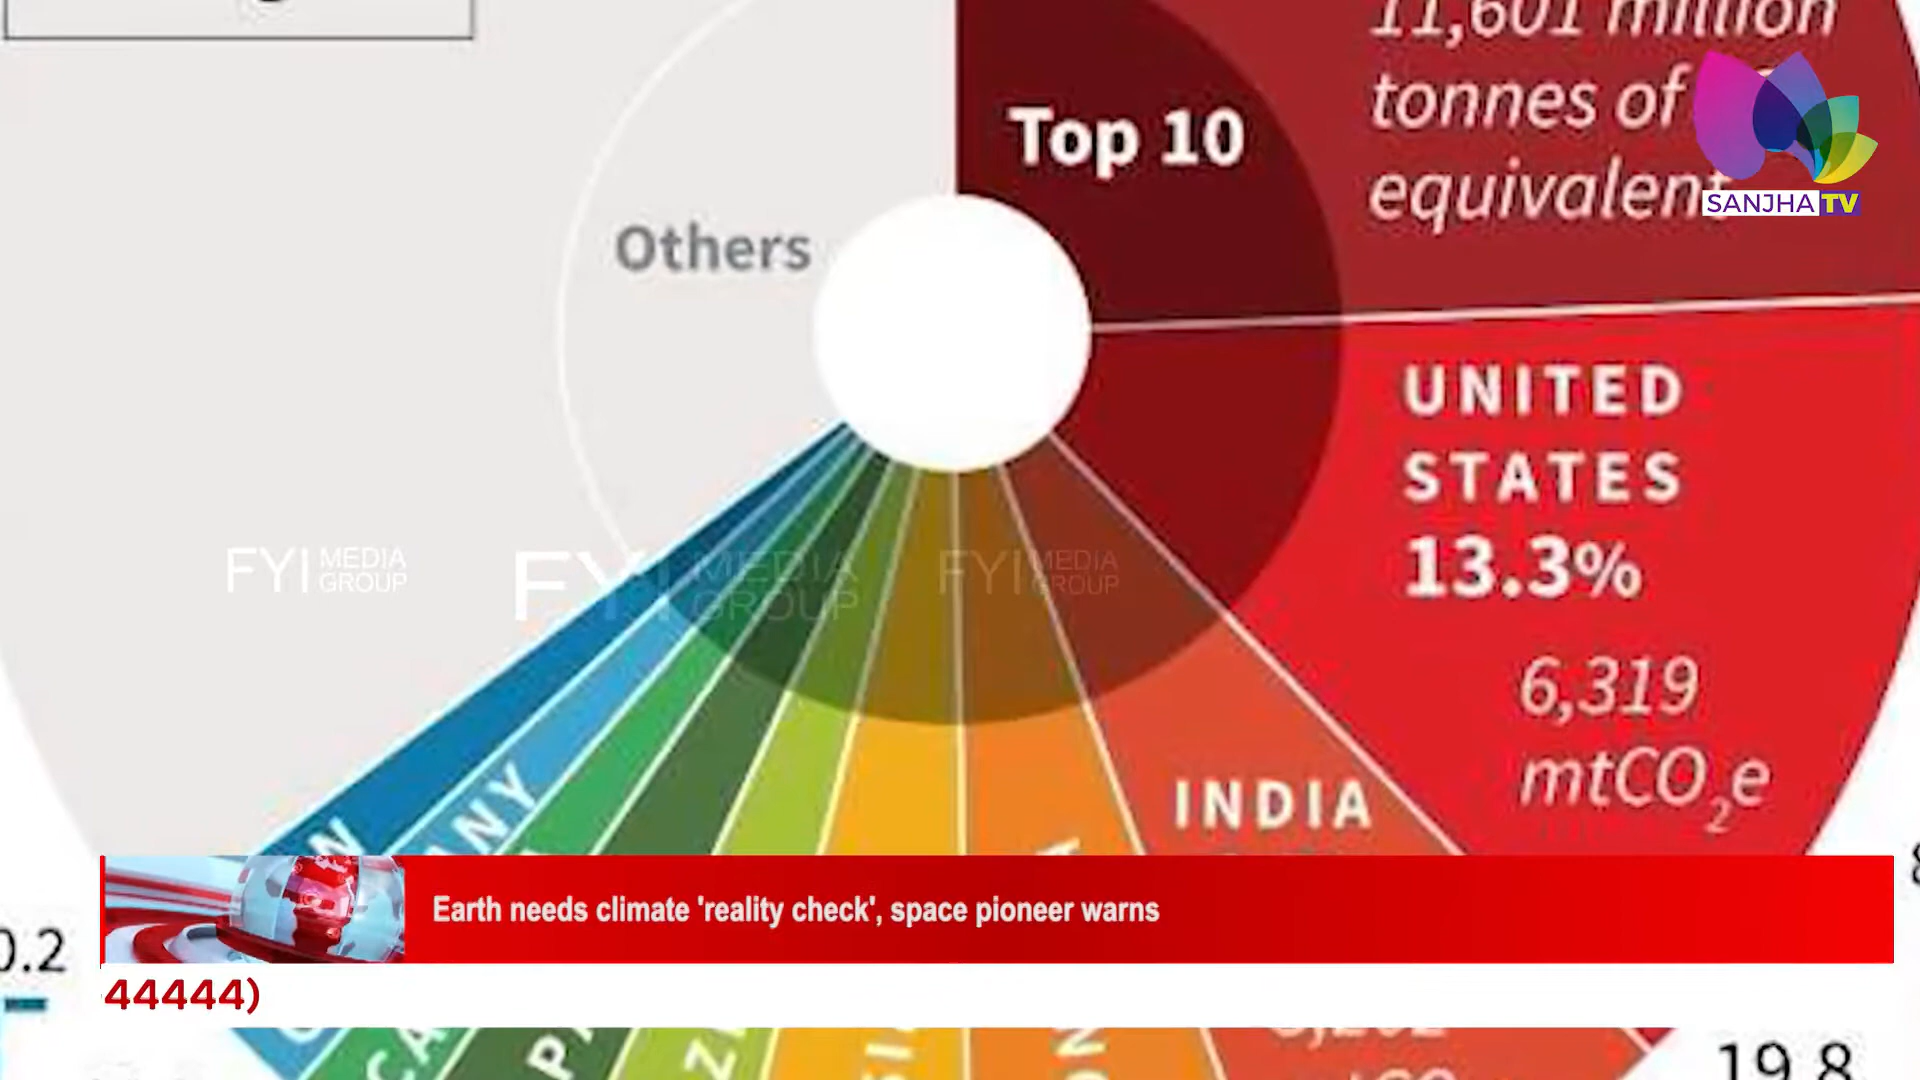 11,601 million
tonnes of
equivalent
SANJHA TV
Top 10
Others
UNITED
STATES
13.3%
6,319
mtCO₂e
FYI MEDIA GROUP
FYI MEDIA GROUP
FYI MEDIA GROUP
INDIA
Earth needs climate 'reality check', space pioneer warns
44444)
19.8